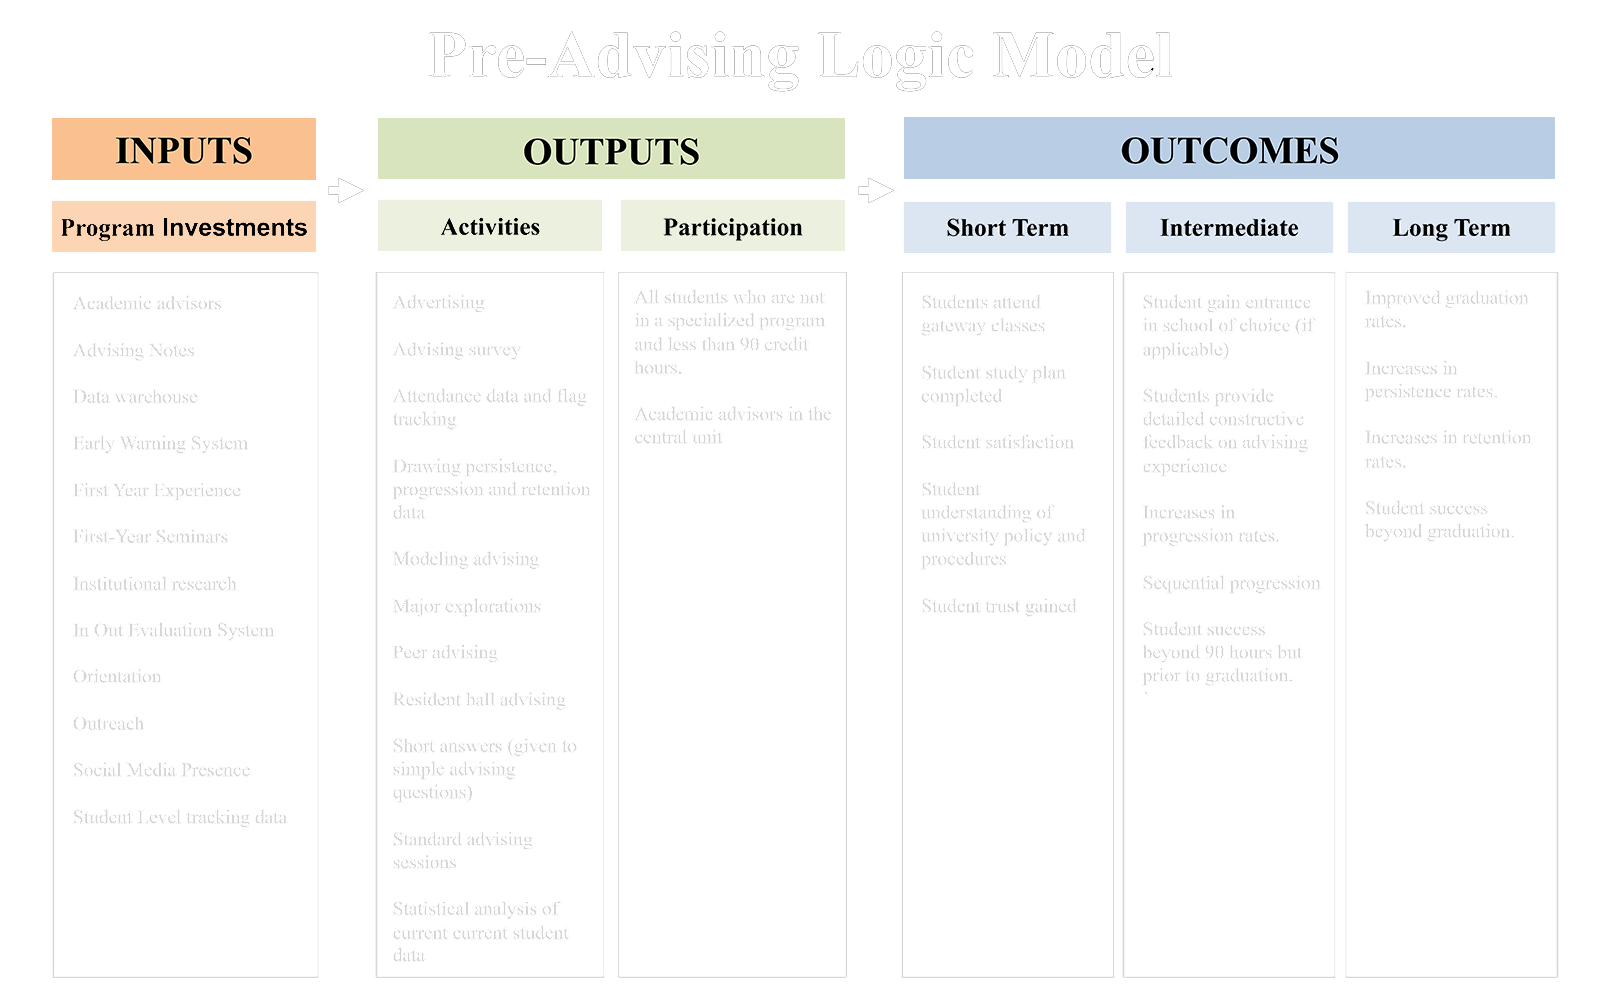 Pre-Advising Logic Model
INPUTS
Program Investments
Academic advisors
Advising Notes
Data warehouse
Early Warning System
First Year Experience
First-Year Seminars
Institutional research
In Out Evaluation System
Orientation
Outreach
Social Media Presence
Student Level tracking data
OUTPUTS
Activities
Advertising
Advising survey
Attendance data and flag
tracking
Drawing persistence,
progression and retention
data
Modeling advising
Major explorations
Peer advising
Resident hall advising
Short answers (given to
simple advising
questions)
Standard advising
sessions
Statistical analysis of
current current student
data
Participation
All students who are not
in a specialized program
and less than 90 credit
hours.
Academic advisors in the
central unit
OUTCOMES
Short Term
Students attend
gateway classes
Student study plan
completed
Student satisfaction
Student
understanding of
university policy and
procedures
Student trust gained
Intermediate
Student gain entrance
in school of choice (if
applicable)
Students provide
detailed constructive
feedback on advising
experience
Increases in
progression rates.
Sequential progression
Student success
beyond 90 hours but
prior to graduation.
Long Term
Improved graduation
rates.
Increases in
persistence rates.
Increases in retention
rates.
Student success
beyond graduation.